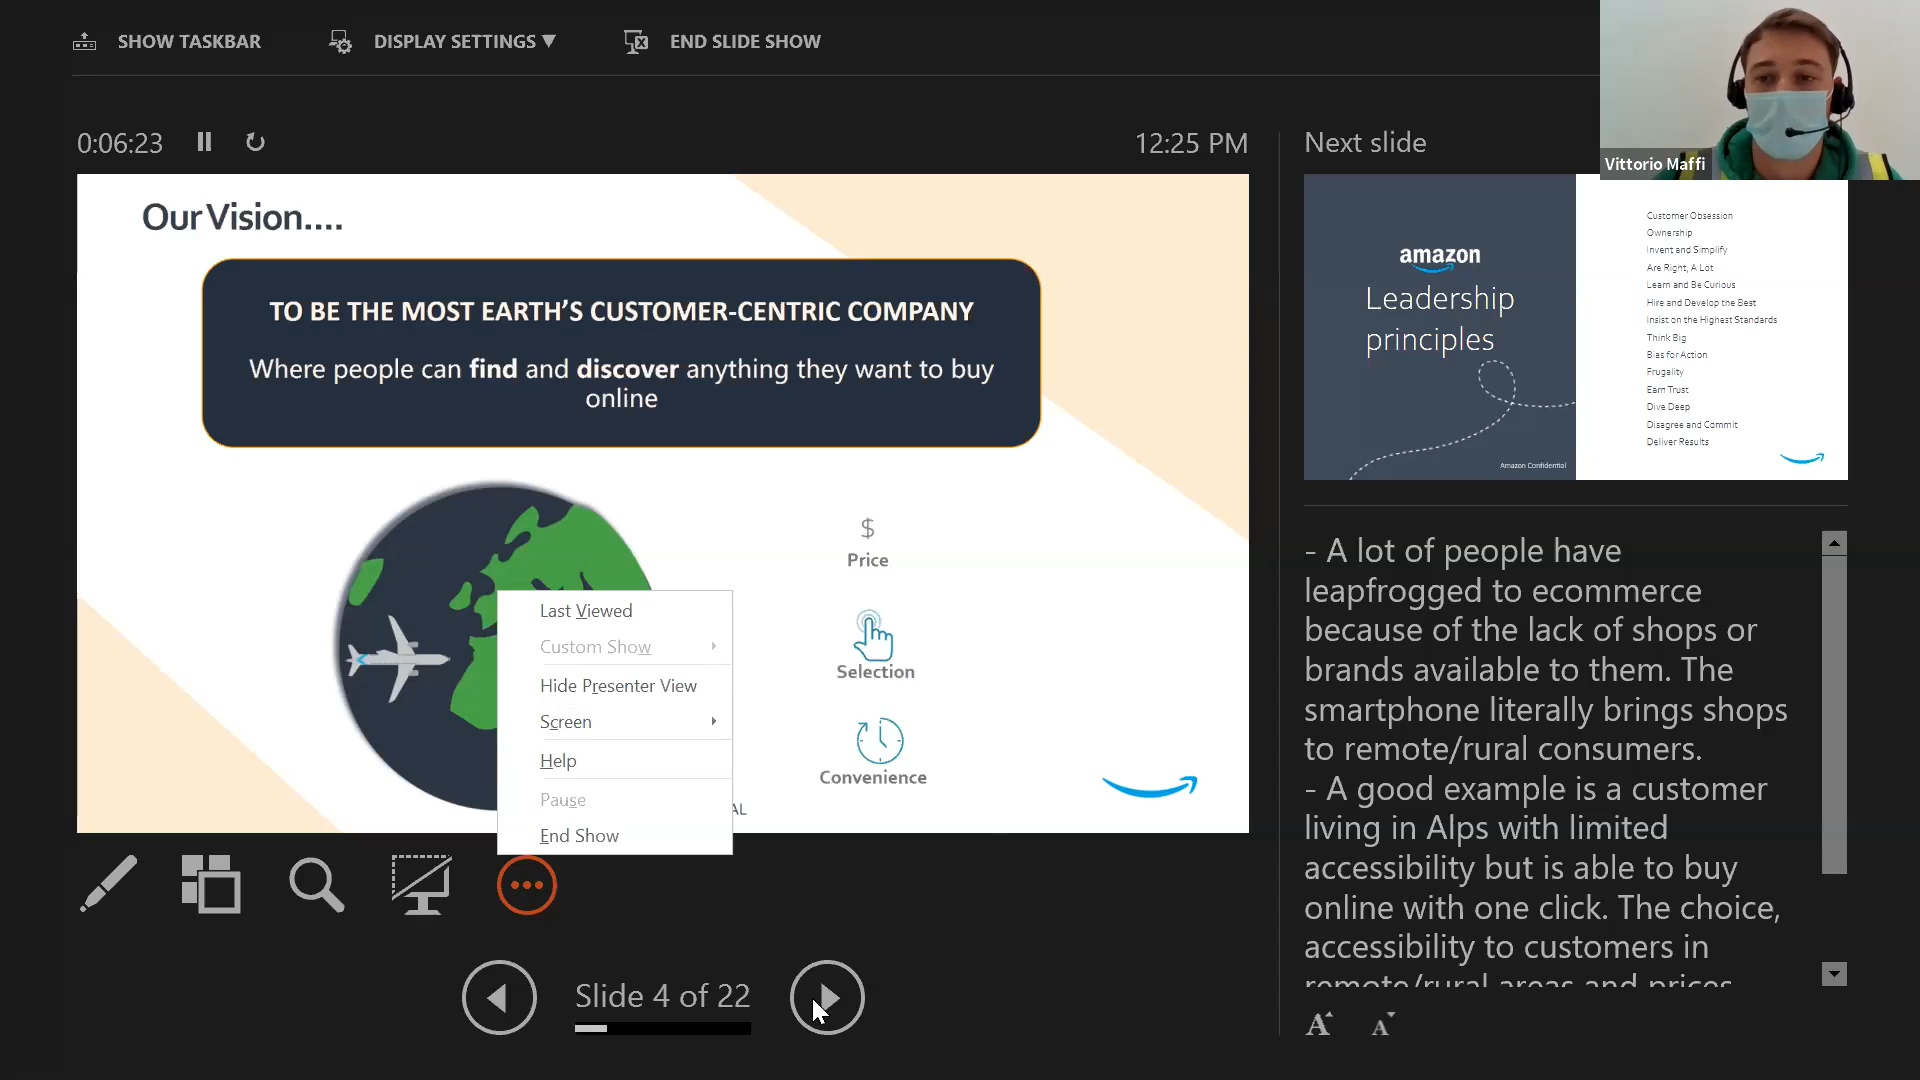 SHOW TASKBAR
DISPLAY SETTINGS ▼
END SLIDE SHOW
Vittorio Maffi
0:06:23
12:25 PM
Next slide
Our Vision....
TO BE THE MOST EARTH’S CUSTOMER-CENTRIC COMPANY
Where people can find and discover anything they want to buy
online
$
Price
Selection
Convenience
AL
Last Viewed
Custom Show
Hide Presenter View
Screen
Help
Pause
End Show
Slide 4 of 22
amazon
Leadership
principles
Amazon Confidential
Customer Obsession
Ownership
Invent and Simplify
Are Right, A Lot
Learn and Be Curious
Hire and Develop the Best
Insist on the Highest Standards
Think Big
Bias for Action
Frugality
Earn Trust
Dive Deep
Disagree and Commit
Deliver Results
- A lot of people have
leapfrogged to ecommerce
because of the lack of shops or
brands available to them. The
smartphone literally brings shops
to remote/rural consumers.
- A good example is a customer
living in Alps with limited
accessibility but is able to buy
online with one click. The choice,
accessibility to customers in
remote/rural areas and prices
A A